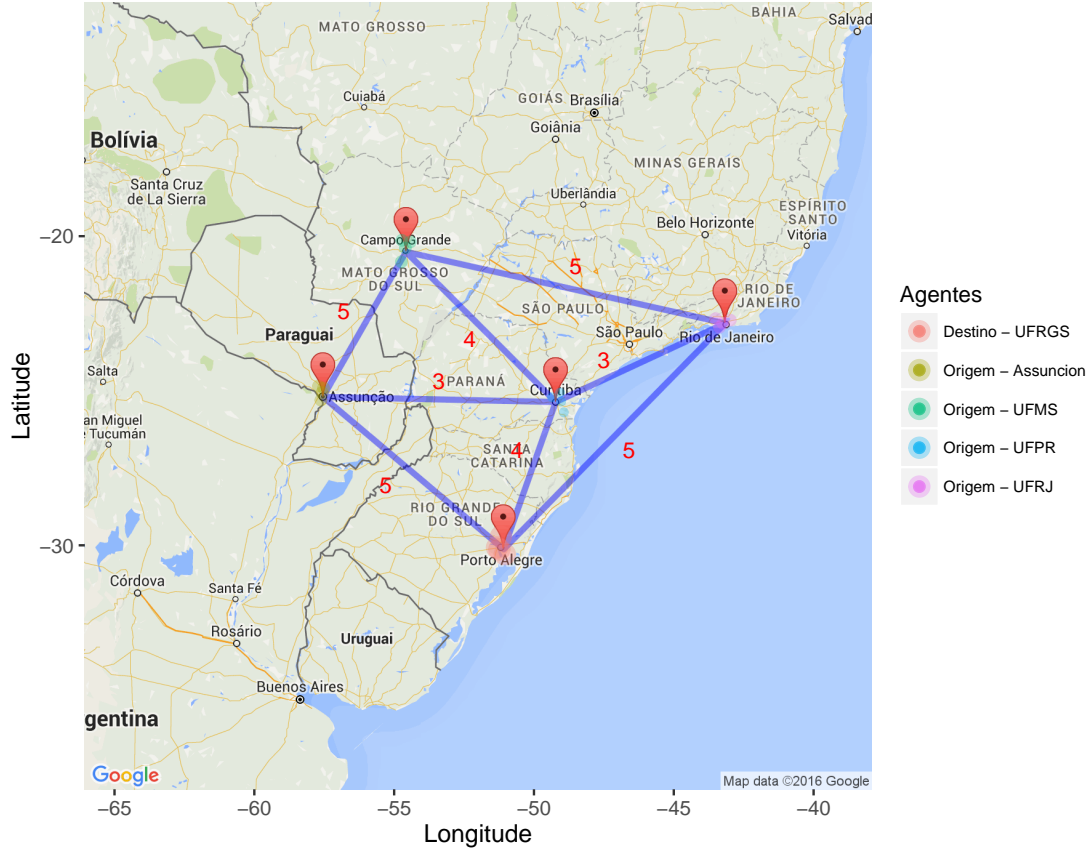 BAHIA
Salvad
MATO GROSSO
Cuiabá
GOIÁS
Brasília
Goiânia
Bolívia
MINAS GERAIS
Santa Cruz
de La Sierra
Uberlândia
ESPÍRITO
SANTO
Belo Horizonte
Vitória
−20
Campo Grande
5
MATO GROSSO
DO SUL
RIO DE
JANEIRO
5
SÃO PAULO
Paraguai
4
São Paulo
Rio de Janeiro
3
Salta
3
PARANÁ
Curitiba
Assunção
an Miguel
e Tucumán
4
SANTA
CATARINA
5
5
RIO GRANDE
DO SUL
−30
Porto Alegre
Córdova
Santa Fé
Rosário
Uruguai
Buenos Aires
gentina
Google
Map data ©2016 Google
−65
−60
−55
−50
−45
−40
Longitude
Latitude
Agentes
Destino − UFRGS
Origem − Assuncion
Origem − UFMS
Origem − UFPR
Origem − UFRJ